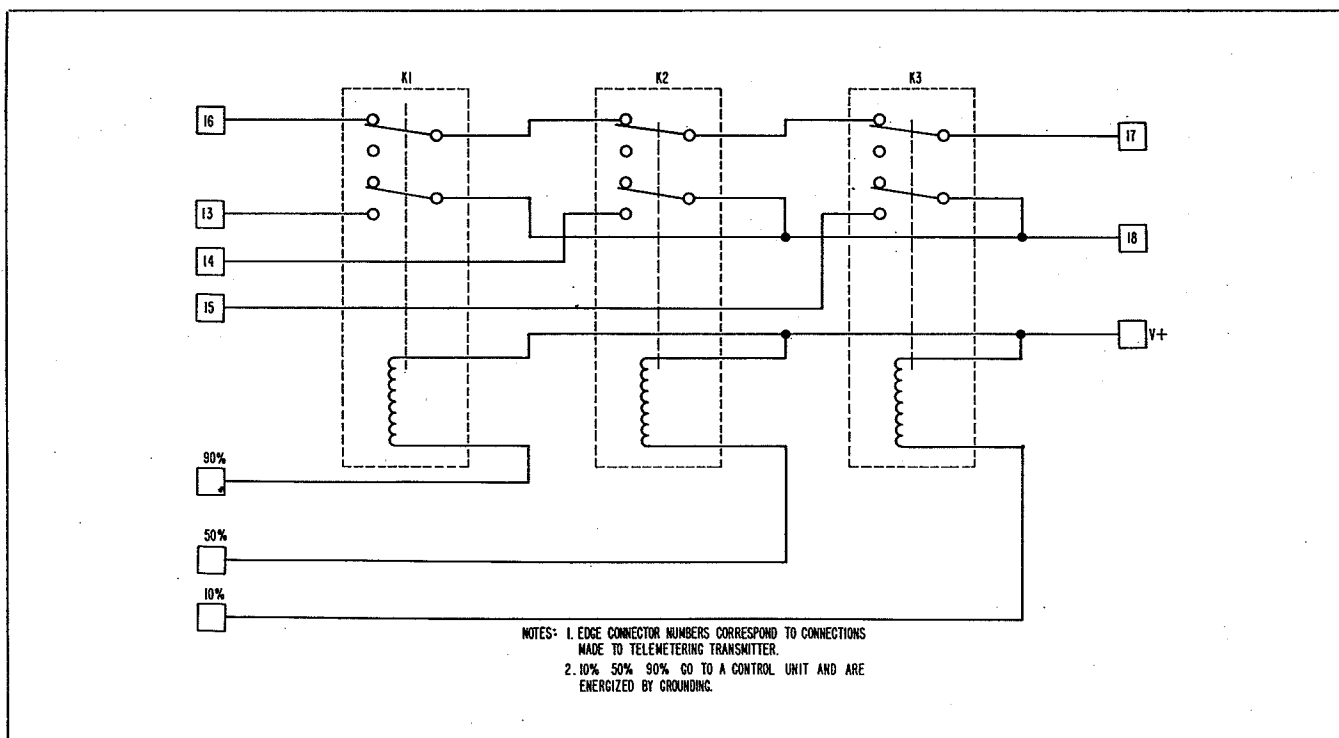 K1 K2 K3
16
17
13
18
14
15
V+
90%
50%
10%
NOTES: 1. EDGE CONNECTOR NUMBERS CORRESPOND TO CONNECTIONS
MADE TO TELEMETERING TRANSMITTER.
2. 10% 50% 90% GO TO A CONTROL UNIT AND ARE
ENERGIZED BY GROUNDING.